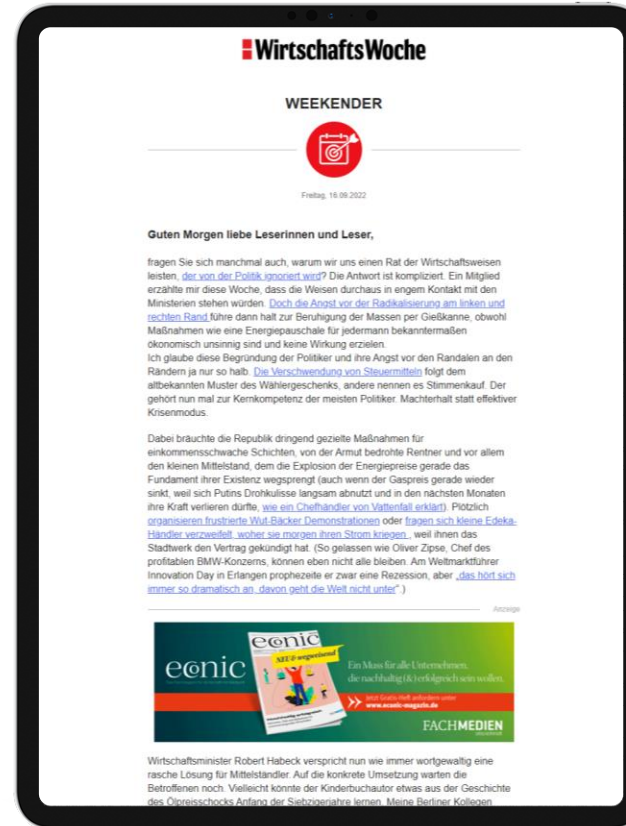 WirtschaftsWoche
WEEKENDER
Freitag, 16.09.2022
Guten Morgen liebe Leserinnen und Leser,
fragen Sie sich manchmal auch, warum wir uns einen Rat der Wirtschaftsweisen
leisten, der von der Politik ignoriert wird? Die Antwort ist kompliziert. Ein Mitglied
erzählte mir diese Woche, dass die Weisen durchaus in engem Kontakt mit den
Ministerien stehen würden. Doch die Angst vor der Radikalisierung am linken und
rechten Rand führe dann halt zur Beruhigung der Massen per Gießkanne, obwohl
Maßnahmen wie eine Energiepauschale für jedermann bekanntermaßen
ökonomisch unsinnig sind und keine Wirkung erzielen.
Ich glaube diese Begründung der Politiker und ihre Angst vor den Randalen an den
Rändern ja nur so halb. Die Verschwendung von Steuermitteln folgt dem
altbekannten Muster des Wählergeschenks, andere nennen es Stimmenkauf. Der
gehört nun mal zur Kernkompetenz der meisten Politiker. Machterhalt statt effektiver
Krisenmodus.
Dabei bräuchte die Republik dringend gezielte Maßnahmen für
einkommensschwache Schichten, von der Armut bedrohte Rentner und vor allem
den kleinen Mittelstand, dem die Explosion der Energiepreise gerade das
Fundament ihrer Existenz wegsprengt (auch wenn der Gaspreis gerade wieder
sinkt, weil sich Putins Drohkulisse langsam abnutzt und in den nächsten Monaten
ihre Kraft verlieren dürfte, wie ein Chefhändler von Vattenfall erklärt). Plötzlich
organisieren frustrierte Wut-Bäcker Demonstrationen oder fragen sich kleine Edeka-
Händler verzweifelt, woher sie morgen ihren Strom kriegen , weil ihnen das
Stadtwerk den Vertrag gekündigt hat. (So gelassen wie Oliver Zipse, Chef des
profitablen BMW-Konzerns, können eben nicht alle bleiben. Am Weltmarktführer
Innovation Day in Erlangen prophezeite er zwar eine Rezession, aber „das hört sich
immer so dramatisch an, davon geht die Welt nicht unter“.)
Anzeige
econic
econic
NEU & wegweisend
Ein Muss für alle Unternehmen,
die nachhaltig (&) erfolgreich sein wollen.
Jetzt Gratis-Heft anfordern unter
www.econic-magazin.de
FACHMEDIEN
Wirtschaftsminister Robert Habeck verspricht nun wie immer wortgewaltig eine
rasche Lösung für Mittelständler. Auf die konkrete Umsetzung warten die
Betroffenen noch. Vielleicht könnte der Kinderbuchautor etwas aus der Geschichte
des Ölpreisschocks Anfang der Siebzigerjahre lernen. Meine Berliner Kollegen